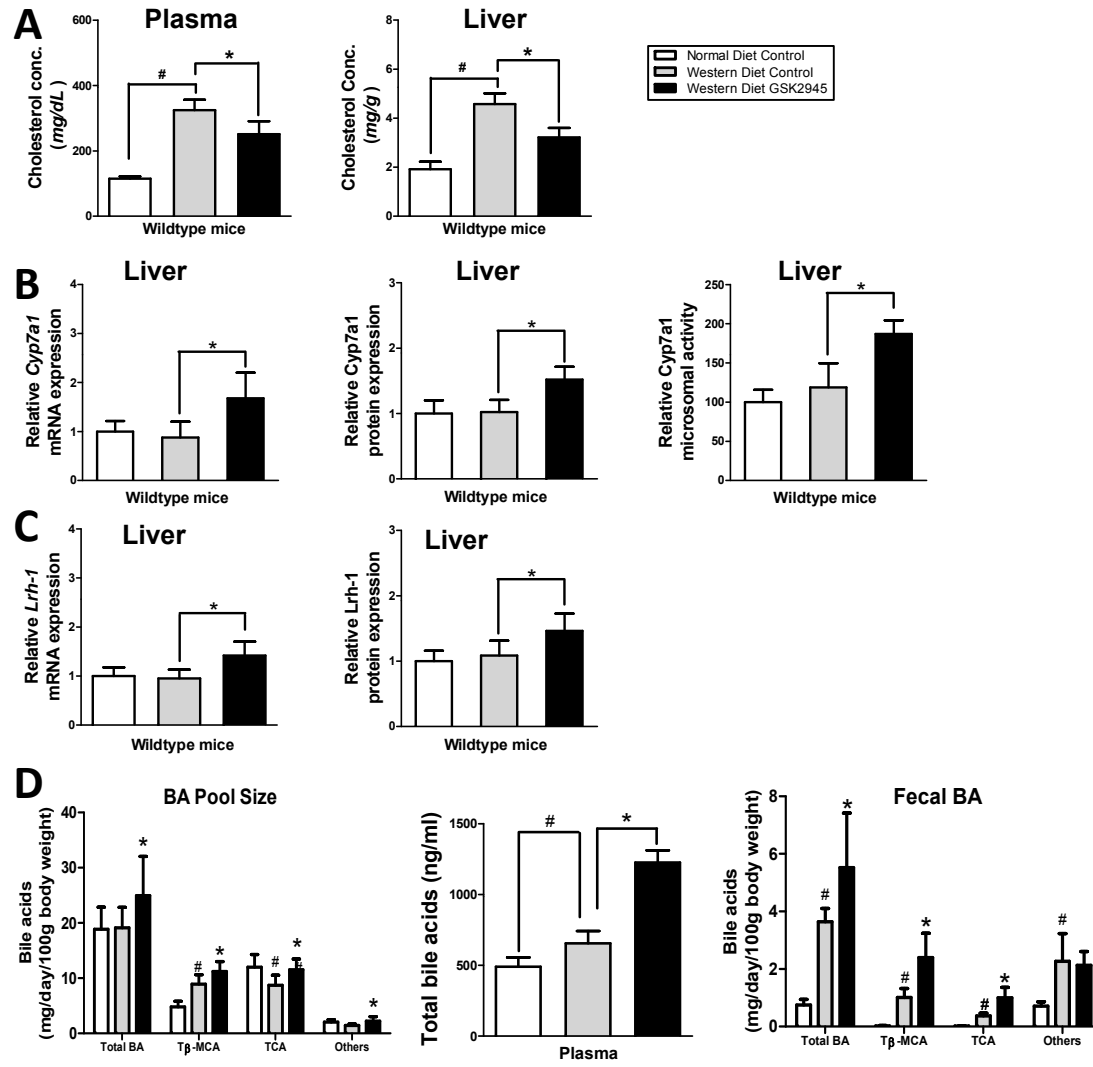 A
Plasma
Cholesterol conc.
(mg/dL)
600
400
200
0
#
*
Wildtype mice
Liver
Cholesterol Conc.
(mg/g)
8
6
4
2
0
#
*
Wildtype mice
Normal Diet Control
Western Diet Control
Western Diet GSK2945
B
Liver
Relative Cyp7a1
mRNA expression
4
3
2
1
0
*
Wildtype mice
Liver
Relative Cyp7a1
protein expression
3
2
1
0
*
Wildtype mice
Liver
Relative Cyp7a1
microsomal activity
250
200
150
100
50
0
*
Wildtype mice
C
Liver
Relative Lrh-1
mRNA expression
4
3
2
1
0
*
Wildtype mice
Liver
Relative Lrh-1
protein expression
3
2
1
0
*
Wildtype mice
D
BA Pool Size
Bile acids
(mg/day/100g body weight)
40
30
20
10
0
*
# *
# *
*
Total BA Tβ-MCA TCA Others
Total bile acids (ng/ml)
1500
1000
500
0
#
*
Plasma
Fecal BA
Bile acids
(mg/day/100g body weight)
8
6
4
2
0
# *
# *
# *
#
Total BA Tβ-MCA TCA Others